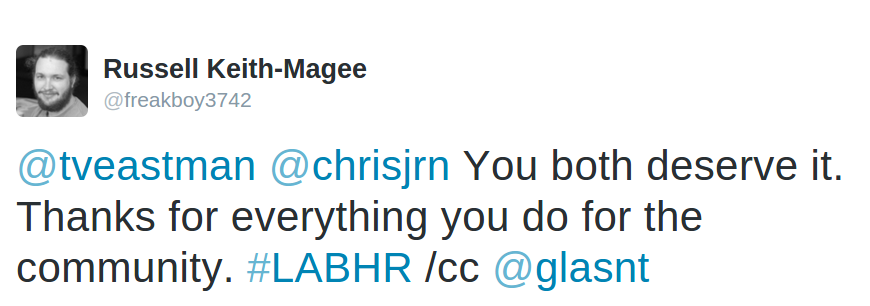 Russell Keith-Magee
@freakboy3742
@tveastman @chrisjrn You both deserve it.
Thanks for everything you do for the
community. #LABHR /cc @glasnt